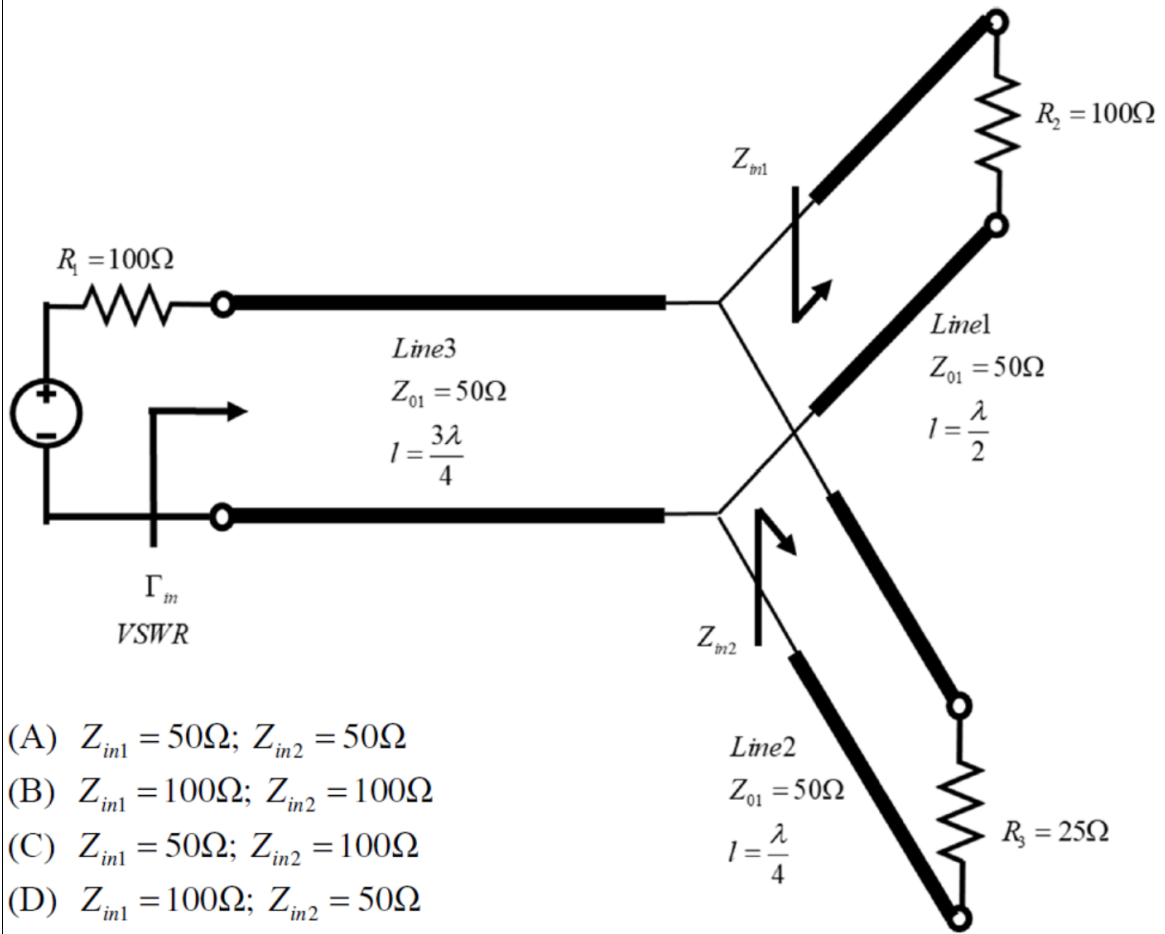 R₂ = 100Ω
Z_in1
R₁ = 100Ω
Line1
Z₀₁ = 50Ω
l = λ/2
Line3
Z₀₁ = 50Ω
l = 3λ/4
+
−
Γ_in
VSWR
Z_in2
Line2
Z₀₁ = 50Ω
l = λ/4
R₃ = 25Ω
(A) Z_in1 = 50Ω; Z_in2 = 50Ω
(B) Z_in1 = 100Ω; Z_in2 = 100Ω
(C) Z_in1 = 50Ω; Z_in2 = 100Ω
(D) Z_in1 = 100Ω; Z_in2 = 50Ω